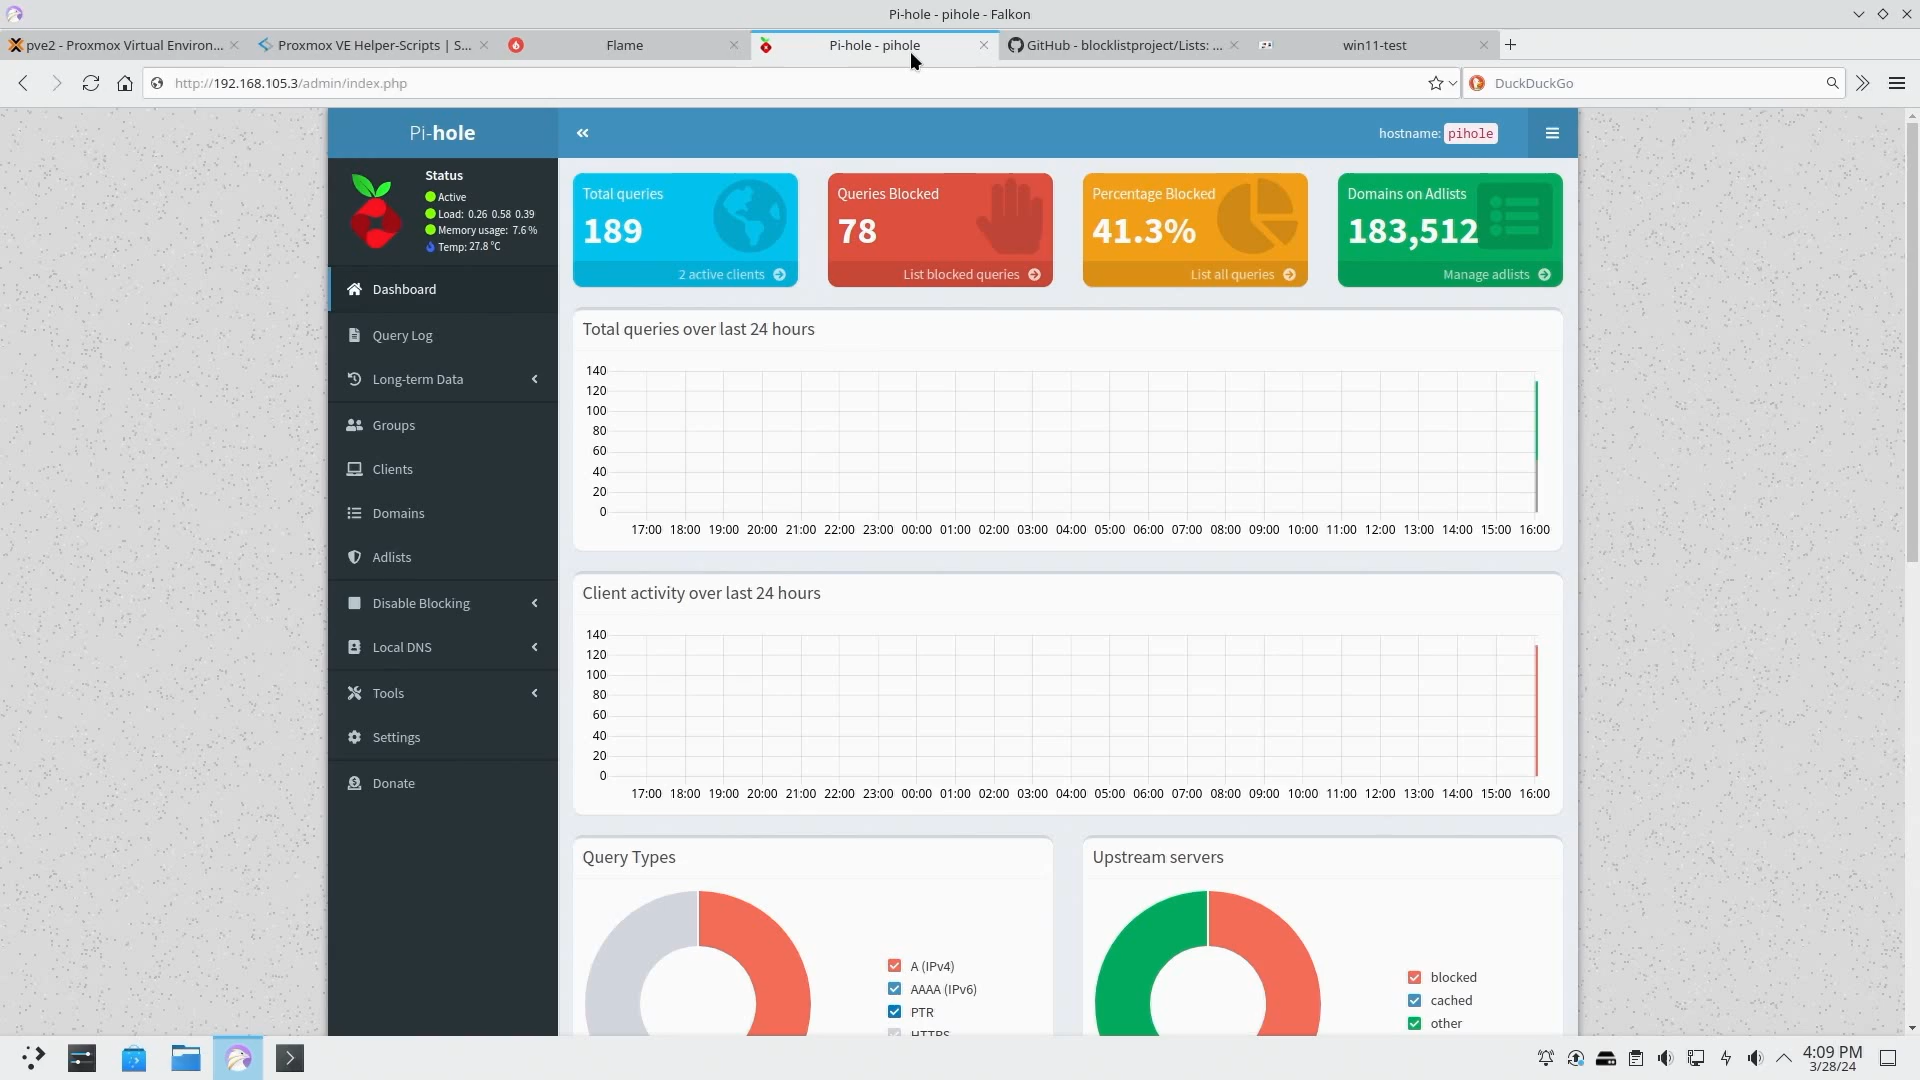 Pi-hole - pihole - Falkon
pve2 - Proxmox Virtual Environ...
Proxmox VE Helper-Scripts | S...
Flame
Pi-hole - pihole
GitHub - blocklistproject/Lists: ...
win11-test
http://192.168.105.3/admin/index.php
DuckDuckGo
Pi-hole
hostname: pihole
Status
Active
Load: 0.26 0.58 0.39
Memory usage: 7.6 %
Temp: 27.8 °C
Dashboard
Query Log
Long-term Data
Groups
Clients
Domains
Adlists
Disable Blocking
Local DNS
Tools
Settings
Donate
Total queries
189
2 active clients
Queries Blocked
78
List blocked queries
Percentage Blocked
41.3%
List all queries
Domains on Adlists
183,512
Manage adlists
Total queries over last 24 hours
140
120
100
80
60
40
20
0
17:00 18:00 19:00 20:00 21:00 22:00 23:00 00:00 01:00 02:00 03:00 04:00 05:00 06:00 07:00 08:00 09:00 10:00 11:00 12:00 13:00 14:00 15:00 16:00
Client activity over last 24 hours
140
120
100
80
60
40
20
0
17:00 18:00 19:00 20:00 21:00 22:00 23:00 00:00 01:00 02:00 03:00 04:00 05:00 06:00 07:00 08:00 09:00 10:00 11:00 12:00 13:00 14:00 15:00 16:00
Query Types
A (IPv4)
AAAA (IPv6)
PTR
HTTPS
Upstream servers
blocked
cached
other
4:09 PM
3/28/24